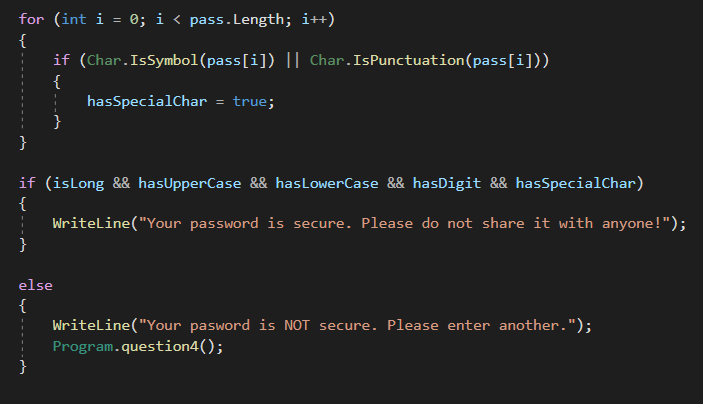 for (int i = 0; i < pass.Length; i++)
{
if (Char.IsSymbol(pass[i]) || Char.IsPunctuation(pass[i]))
{
hasSpecialChar = true;
}
}
if (isLong && hasUpperCase && hasLowerCase && hasDigit && hasSpecialChar)
{
WriteLine("Your password is secure. Please do not share it with anyone!");
}
else
{
WriteLine("Your pasword is NOT secure. Please enter another.");
Program.question4();
}